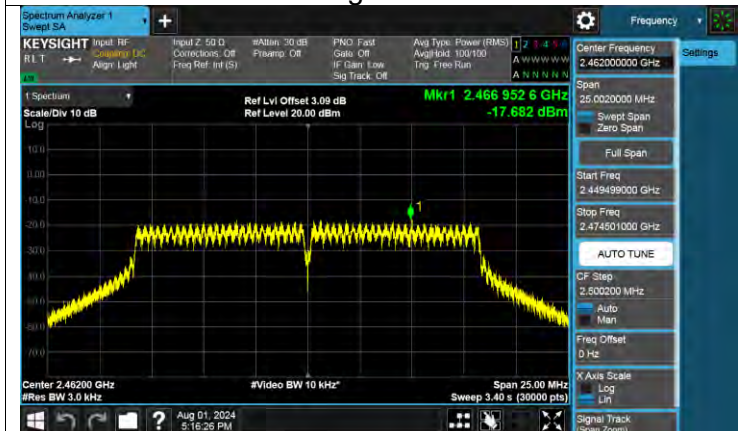 Spectrum Analyzer 1
Swept SA
Frequency
KEYSIGHT
RLT
Input: RF
Coupling: DC
Align: Light
Input Z: 50 Ω
Corrections: Off
Freq Ref: Int (S)
#Atten: 30 dB
Preamp: Off
PNO: Fast
Gate: Off
IF Gain: Low
Sig Track: Off
Avg Type: Power (RMS)
Avg|Hold: 100/100
Trig: Free Run
1 2 3 4 5 6
A W W W W W
A N N N N N
1 Spectrum
Scale/Div 10 dB
Log
Ref Lvl Offset 3.09 dB
Ref Level 20.00 dBm
Mkr1 2.466 952 6 GHz
-17.682 dBm
10.0
0.00
-10.0
-20.0
-30.0
-40.0
-60.0
-70.0
1
Center 2.46200 GHz
#Res BW 3.0 kHz
#Video BW 10 kHz*
Span 25.00 MHz
Sweep 3.40 s (30000 pts)
Aug 01, 2024
5:16:26 PM
?
Center Frequency
2.462000000 GHz
Settings
Span
25.0020000 MHz
Swept Span
Zero Span
Full Span
Start Freq
2.449499000 GHz
Stop Freq
2.474501000 GHz
AUTO TUNE
CF Step
2.500200 MHz
Auto
Man
Freq Offset
0 Hz
X Axis Scale
Log
Lin
Signal Track
(Span Zoom)